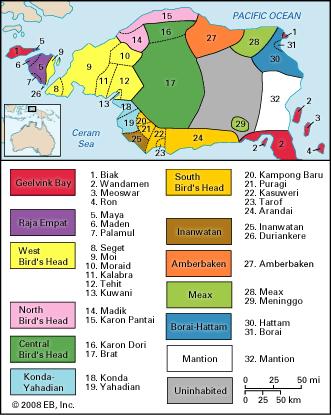 PACIFIC OCEAN
15
1
5
5
9
14
16
27
28
1
31
30
9
10
11
12
7
26
8
17
32
13
18
19
20
21
22
25
23
24
29
2
2
4
Ceram
Sea
Geelvink Bay
1. Biak
2. Wandamen
3. Meoswar
4. Ron
Raja Empat
5. Maya
6. Maden
7. Palamul
West
Bird's Head
8. Seget
9. Moi
10. Moraid
11. Kalabra
12. Tehit
13. Kuwani
North
Bird's Head
14. Madik
15. Karon Pantai
Central
Bird's Head
16. Karon Dori
17. Brat
Konda-
Yahadian
18. Konda
19. Yahadian
South
Bird's Head
20. Kampong Baru
21. Puragi
22. Kasuweri
23. Tarof
24. Arandai
Inanwatan
25. Inanwatan
26. Duriankere
Amberbaken
27. Amberbaken
Meax
28. Meax
29. Meninggo
Borai-Hattam
30. Hattam
31. Borai
Mantion
32. Mantion
Uninhabited
0 25 50 mi
0 25 50 km
© 2008 EB, Inc.